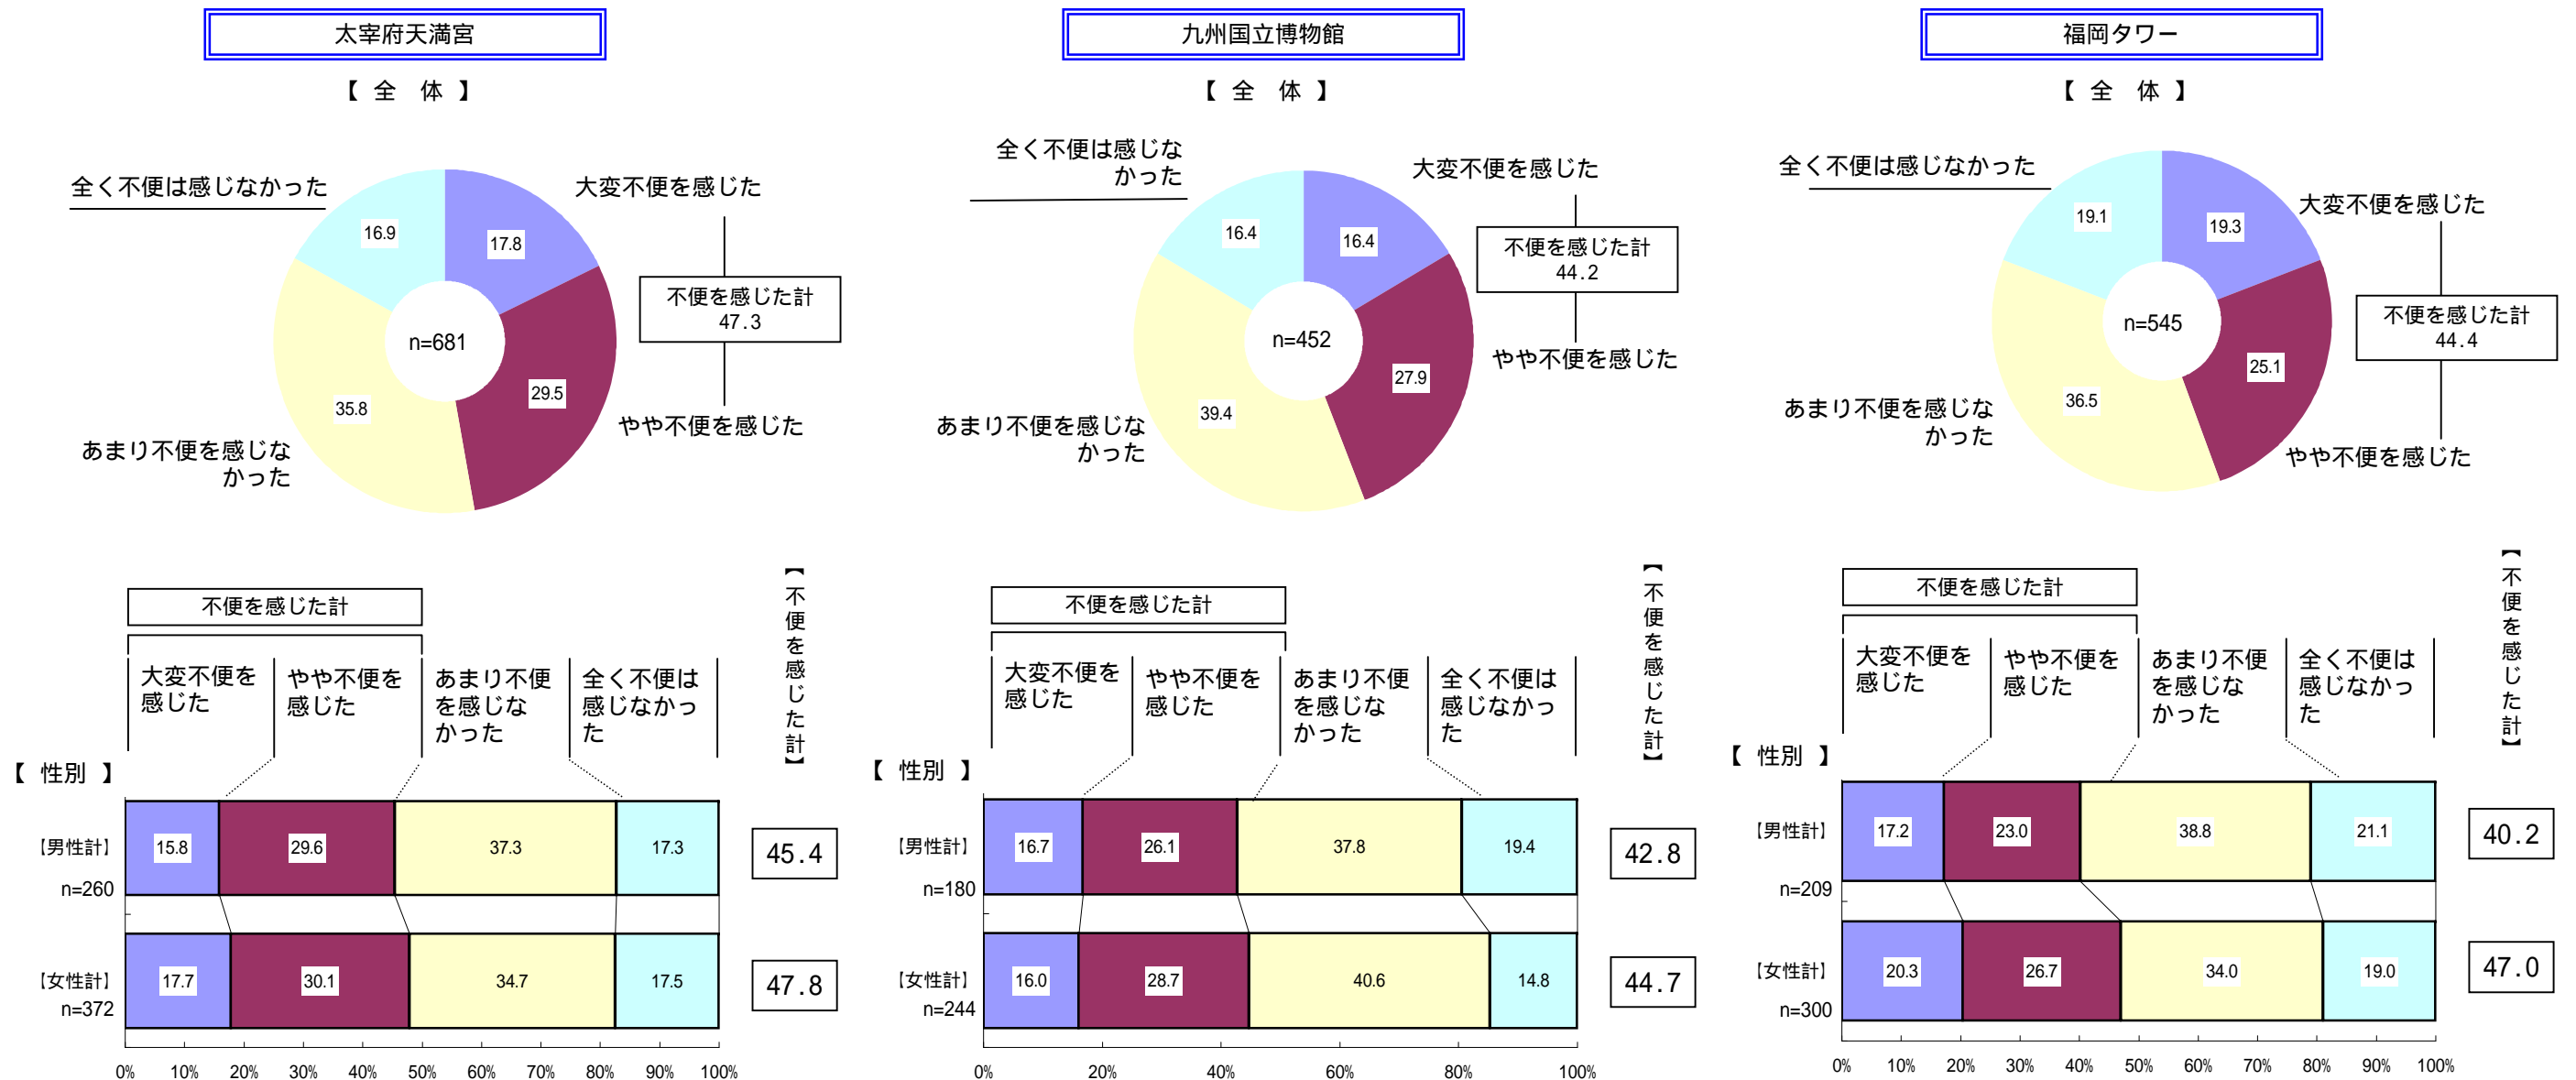 太宰府天満宮
【 全 体 】
全く不便は感じなかった
大変不便を感じた
16.9
17.8
不便を感じた計
47.3
n=681
29.5
35.8
やや不便を感じた
あまり不便を感じな
かった
不便を感じた計
【不便を感じた計】
大変不便を
感じた
やや不便を
感じた
あまり不便
を感じな
かった
全く不便は
感じなかっ
た
【 性別 】
【男性計】
n=260
15.8
29.6
37.3
17.3
45.4
【女性計】
n=372
17.7
30.1
34.7
17.5
47.8
0%
10%
20%
30%
40%
50%
60%
70%
80%
90%
100%
九州国立博物館
【 全 体 】
全く不便は感じな
かった
大変不便を感じた
16.4
16.4
不便を感じた計
44.2
n=452
やや不便を感じた
27.9
39.4
あまり不便を感じな
かった
不便を感じた計
【不便を感じた計】
大変不便を
感じた
やや不便を
感じた
あまり不便
を感じな
かった
全く不便は
感じなかっ
た
【 性別 】
【男性計】
n=180
16.7
26.1
37.8
19.4
42.8
【女性計】
n=244
16.0
28.7
40.6
14.8
44.7
0%
20%
40%
60%
80%
100%
福岡タワー
【 全 体 】
全く不便は感じなかった
大変不便を感じた
19.1
19.3
不便を感じた計
44.4
n=545
25.1
36.5
あまり不便を感じな
かった
やや不便を感じた
不便を感じた計
【不便を感じた計】
大変不便を
感じた
やや不便を
感じた
あまり不便
を感じな
かった
全く不便は
感じなかっ
た
【 性別 】
【男性計】
n=209
17.2
23.0
38.8
21.1
40.2
【女性計】
n=300
20.3
26.7
34.0
19.0
47.0
0%
10%
20%
30%
40%
50%
60%
70%
80%
90%
100%